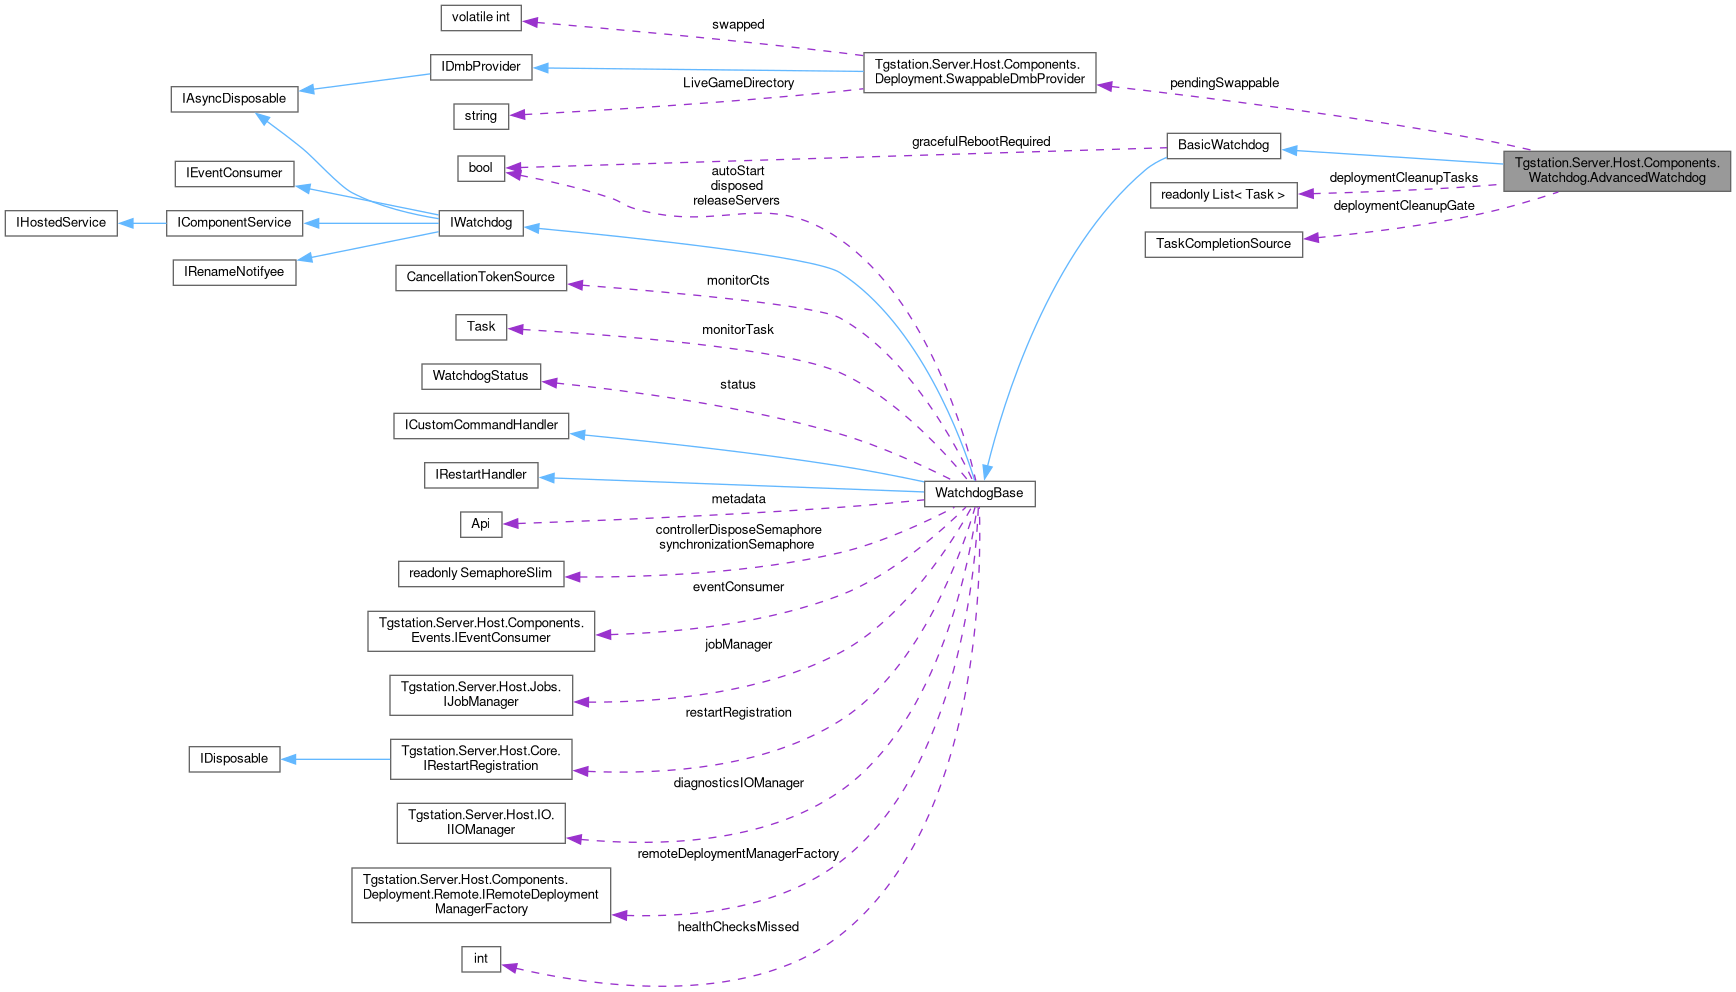 volatile int
swapped
IDmbProvider
Tgstation.Server.Host.Components.
Deployment.SwappableDmbProvider
pendingSwappable
LiveGameDirectory
IAsyncDisposable
string
gracefulRebootRequired
BasicWatchdog
bool
autoStart
disposed
releaseServers
Tgstation.Server.Host.Components.
Watchdog.AdvancedWatchdog
IEventConsumer
deploymentCleanupTasks
readonly List< Task >
deploymentCleanupGate
IHostedService
IComponentService
IWatchdog
TaskCompletionSource
IRenameNotifyee
CancellationTokenSource
monitorCts
Task
monitorTask
WatchdogStatus
status
ICustomCommandHandler
IRestartHandler
WatchdogBase
metadata
Api
controllerDisposeSemaphore
synchronizationSemaphore
readonly SemaphoreSlim
eventConsumer
Tgstation.Server.Host.Components.
Events.IEventConsumer
jobManager
Tgstation.Server.Host.Jobs.
IJobManager
restartRegistration
IDisposable
Tgstation.Server.Host.Core.
IRestartRegistration
diagnosticsIOManager
Tgstation.Server.Host.IO.
IIOManager
remoteDeploymentManagerFactory
Tgstation.Server.Host.Components.
Deployment.Remote.IRemoteDeployment
ManagerFactory
healthChecksMissed
int